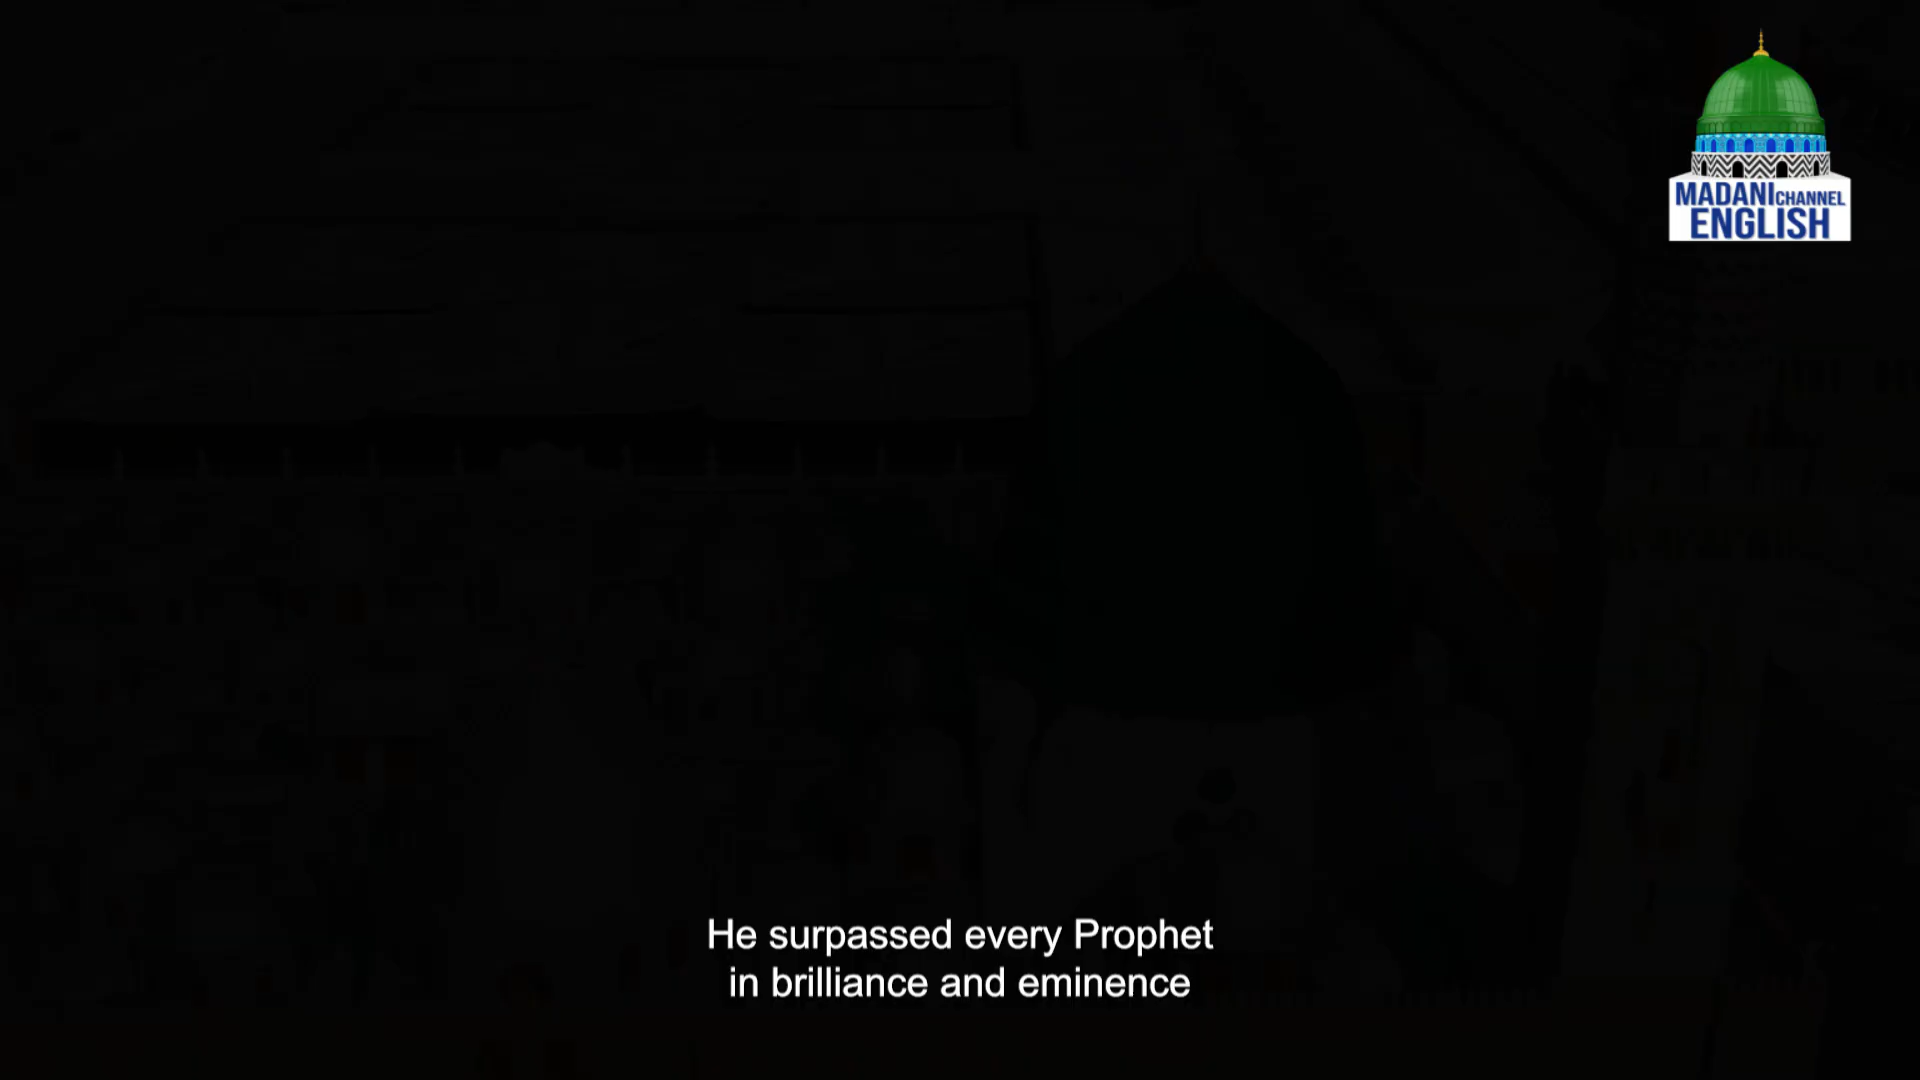 MADANI CHANNEL
ENGLISH
He surpassed every Prophet
in brilliance and eminence